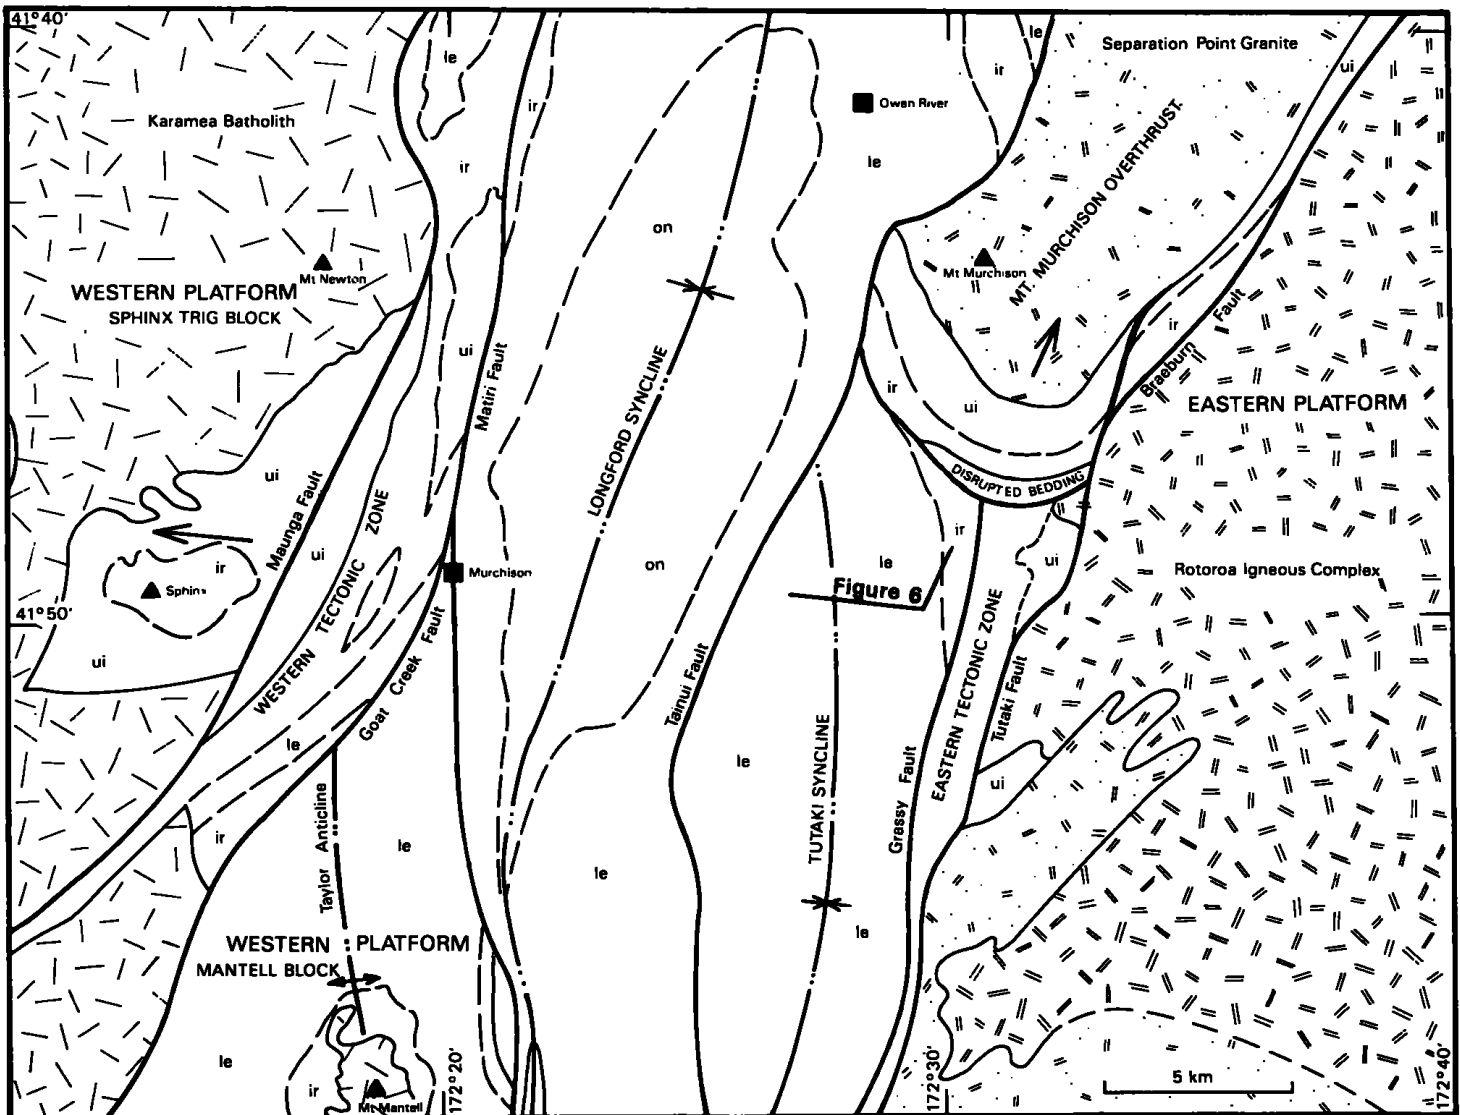 41°40'
le
Separation Point Granite
le
ir
ui
ir
Owen River
Karamea Batholith
le
ir
MT. MURCHISON OVERTHRUST
on
Mt Murchison
Mt Newton
WESTERN PLATFORM
SPHINX TRIG BLOCK
ui
Matiri Fault
LONGFORD SYNCLINE
ir
Braeburn Fault
ir
ui
EASTERN PLATFORM
ui
Maunga Fault
DISRUPTED BEDDING
ir
ui
WESTERN TECTONIC ZONE
ir
Sphinx
Murchison
on
le
ui
Figure 6
Rotoroa Igneous Complex
41°50'
ui
Goat Creek Fault
Tainui Fault
EASTERN TECTONIC ZONE
Tutaki Fault
le
le
TUTAKI SYNCLINE
Grassy Fault
ui
Taylor Anticline
ir
le
le
le
WESTERN PLATFORM
MANTELL BLOCK
le
ir
Mt Mantell
172°20'
172°30'
5 km
172°40'